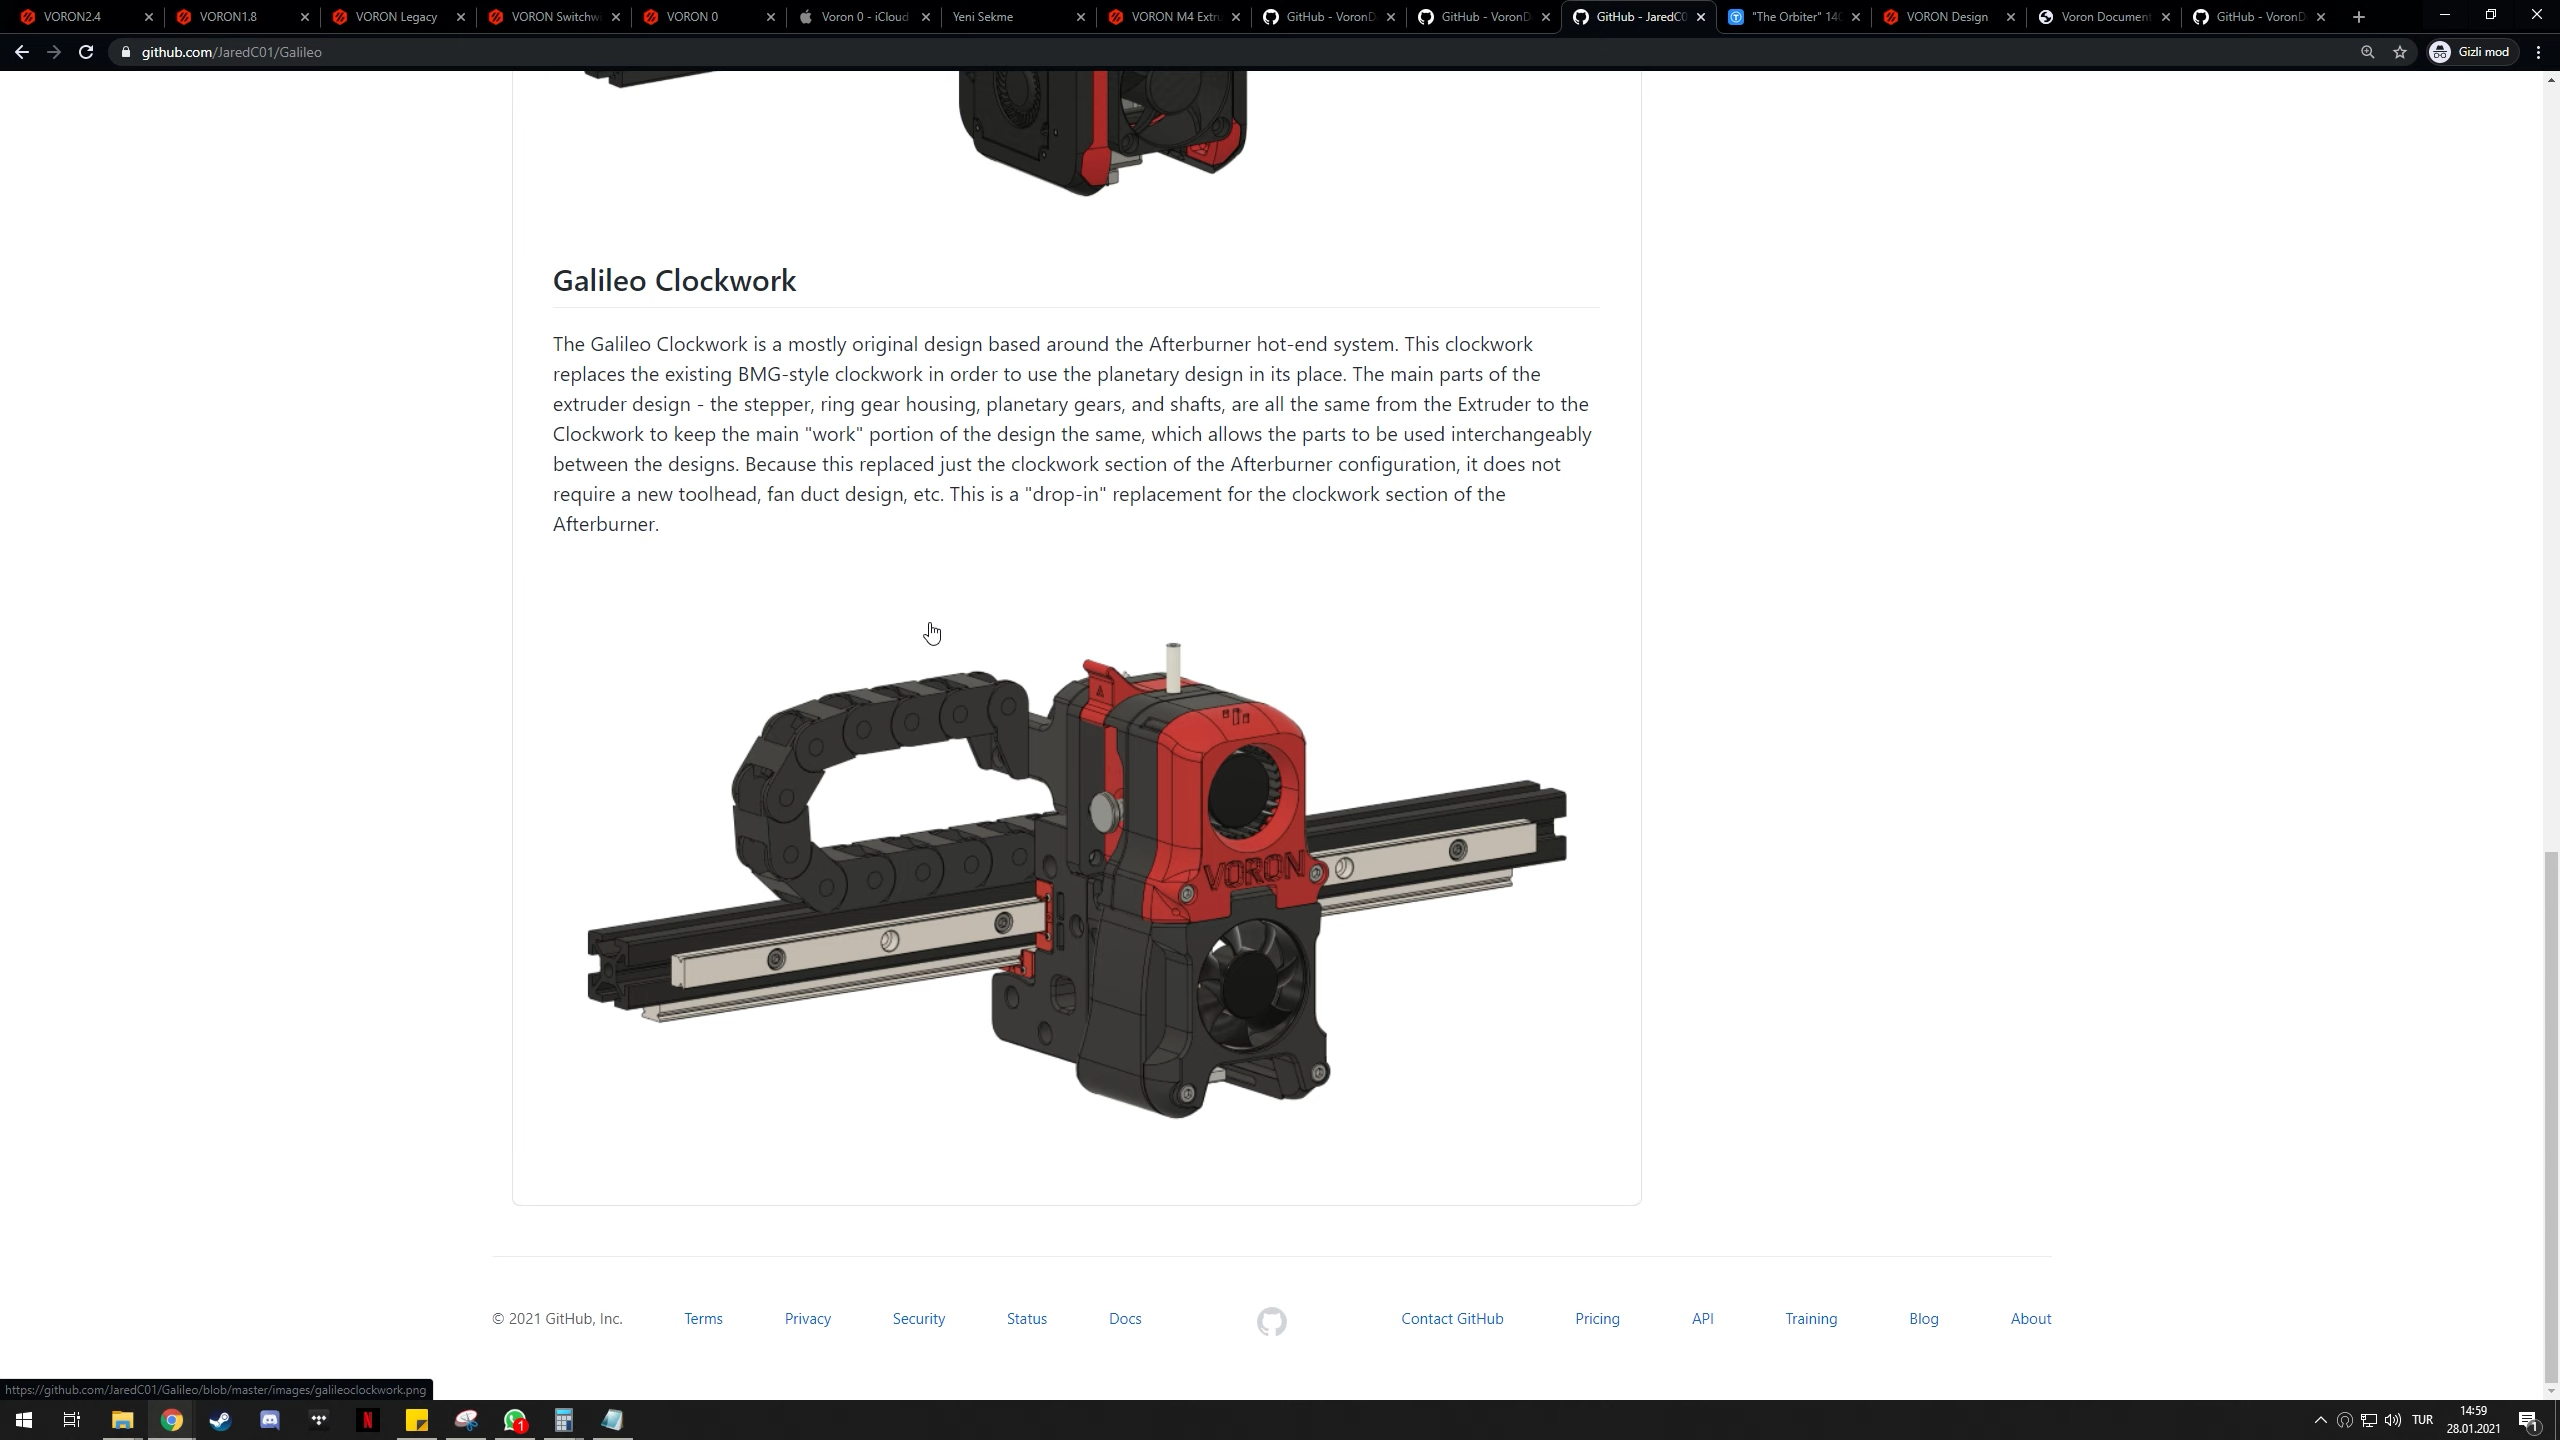 VORON2.4
VORON1.8
VORON Legacy
VORON Switchw
VORON 0
Voron 0 - iCloud
Yeni Sekme
VORON M4 Extru
GitHub - VoronD
GitHub - VoronD
GitHub - JaredC0
"The Orbiter" 140
VORON Design
Voron Document
GitHub - VoronD
github.com/JaredC01/Galileo
Gizli mod
Galileo Clockwork
The Galileo Clockwork is a mostly original design based around the Afterburner hot-end system. This clockwork
replaces the existing BMG-style clockwork in order to use the planetary design in its place. The main parts of the
extruder design - the stepper, ring gear housing, planetary gears, and shafts, are all the same from the Extruder to the
Clockwork to keep the main "work" portion of the design the same, which allows the parts to be used interchangeably
between the designs. Because this replaced just the clockwork section of the Afterburner configuration, it does not
require a new toolhead, fan duct design, etc. This is a "drop-in" replacement for the clockwork section of the
Afterburner.
VORON
© 2021 GitHub, Inc.
Terms
Privacy
Security
Status
Docs
Contact GitHub
Pricing
API
Training
Blog
About
https://github.com/JaredC01/Galileo/blob/master/images/galileoclockwork.png
N
1
TUR
14:59
28.01.2021
1